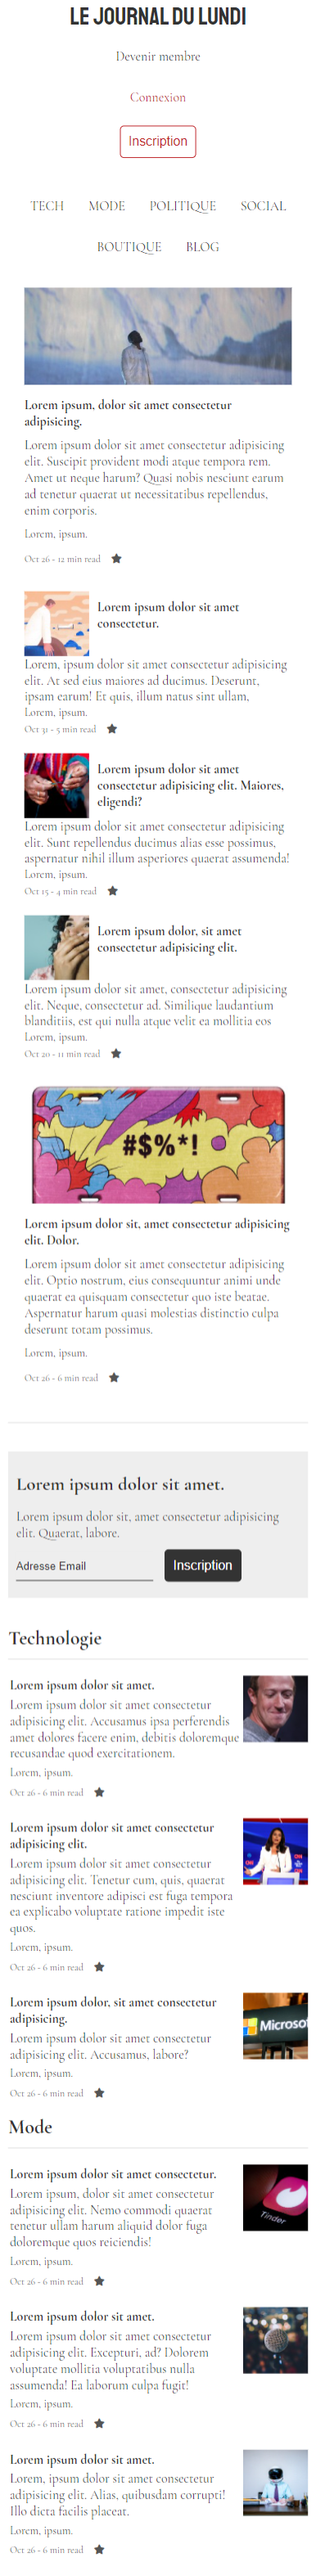 LE JOURNAL DU LUNDI
Devenir membre
Connexion
Inscription
TECH MODE POLITIQUE SOCIAL
BOUTIQUE BLOG
Lorem ipsum, dolor sit amet consectetur
adipisicing.
Lorem ipsum dolor sit amet consectetur adipisicing
elit. Suscipit provident modi atque tempora rem.
Amet ut neque harum? Quasi nobis nesciunt earum
ad tenetur quaerat ut necessitatibus repellendus,
enim corporis.
Lorem, ipsum.
Oct 26 - 12 min read
Lorem ipsum dolor sit amet
consectetur.
Lorem, ipsum dolor sit amet consectetur adipisicing
elit. At sed eius maiores ad ducimus. Deserunt,
ipsam earum! Et quis, illum natus sint ullam,
Lorem, ipsum.
Oct 31 - 5 min read
Lorem ipsum dolor sit amet
consectetur adipisicing elit. Maiores,
eligendi?
Lorem ipsum dolor sit amet consectetur adipisicing
elit. Sunt repellendus ducimus alias esse possimus,
aspernatur nihil illum asperiores quaerat assumenda!
Lorem, ipsum.
Oct 15 - 4 min read
Lorem ipsum dolor, sit amet
consectetur adipisicing elit.
Lorem ipsum dolor sit amet, consectetur adipisicing
elit. Neque, consectetur ad. Similique laudantium
blanditiis, est qui nulla atque velit ea mollitia eos
Lorem, ipsum.
Oct 20 - 11 min read
#$%*!
Lorem ipsum dolor sit, amet consectetur adipisicing
elit. Dolor.
Lorem ipsum dolor sit amet consectetur adipisicing
elit. Optio nostrum, eius consequuntur animi unde
quaerat ea quisquam consectetur quo iste beatae.
Aspernatur harum quasi molestias distinctio culpa
deserunt totam possimus.
Lorem, ipsum.
Oct 26 - 6 min read
Lorem ipsum dolor sit amet.
Lorem ipsum dolor sit, amet consectetur adipisicing
elit. Quaerat, labore.
Adresse Email Inscription
Technologie
Lorem ipsum dolor sit amet.
Lorem ipsum dolor sit amet consectetur
adipisicing elit. Accusamus ipsa perferendis
amet dolores facere enim, debitis doloremque
recusandae quod exercitationem.
Lorem, ipsum.
Oct 26 - 6 min read
Lorem ipsum dolor sit amet consectetur
adipisicing elit.
Lorem ipsum dolor sit amet consectetur
adipisicing elit. Tenetur cum, quis, quaerat
nesciunt inventore adipisci est fuga tempora
ea explicabo voluptate ratione impedit iste
quos.
Lorem, ipsum.
Oct 26 - 6 min read
Lorem ipsum dolor, sit amet consectetur
adipisicing.
Lorem ipsum dolor sit amet consectetur
adipisicing elit. Accusamus, labore?
Lorem, ipsum.
Oct 26 - 6 min read
Microsof
Mode
Lorem ipsum dolor sit amet consectetur.
Lorem ipsum, dolor sit amet consectetur
adipisicing elit. Nemo commodi quaerat
tenetur ullam harum aliquid dolor fuga
doloremque quos reiciendis!
Lorem, ipsum.
Oct 26 - 6 min read
Tinder
Lorem ipsum dolor sit amet.
Lorem ipsum dolor sit amet consectetur
adipisicing elit. Excepturi, ad? Dolorem
voluptate mollitia voluptatibus nulla
assumenda! Ea laborum culpa fugit!
Lorem, ipsum.
Oct 26 - 6 min read
Lorem ipsum dolor sit amet.
Lorem, ipsum dolor sit amet consectetur
adipisicing elit. Alias, quibusdam corrupti!
Illo dicta facilis placeat.
Lorem, ipsum.
Oct 26 - 6 min read